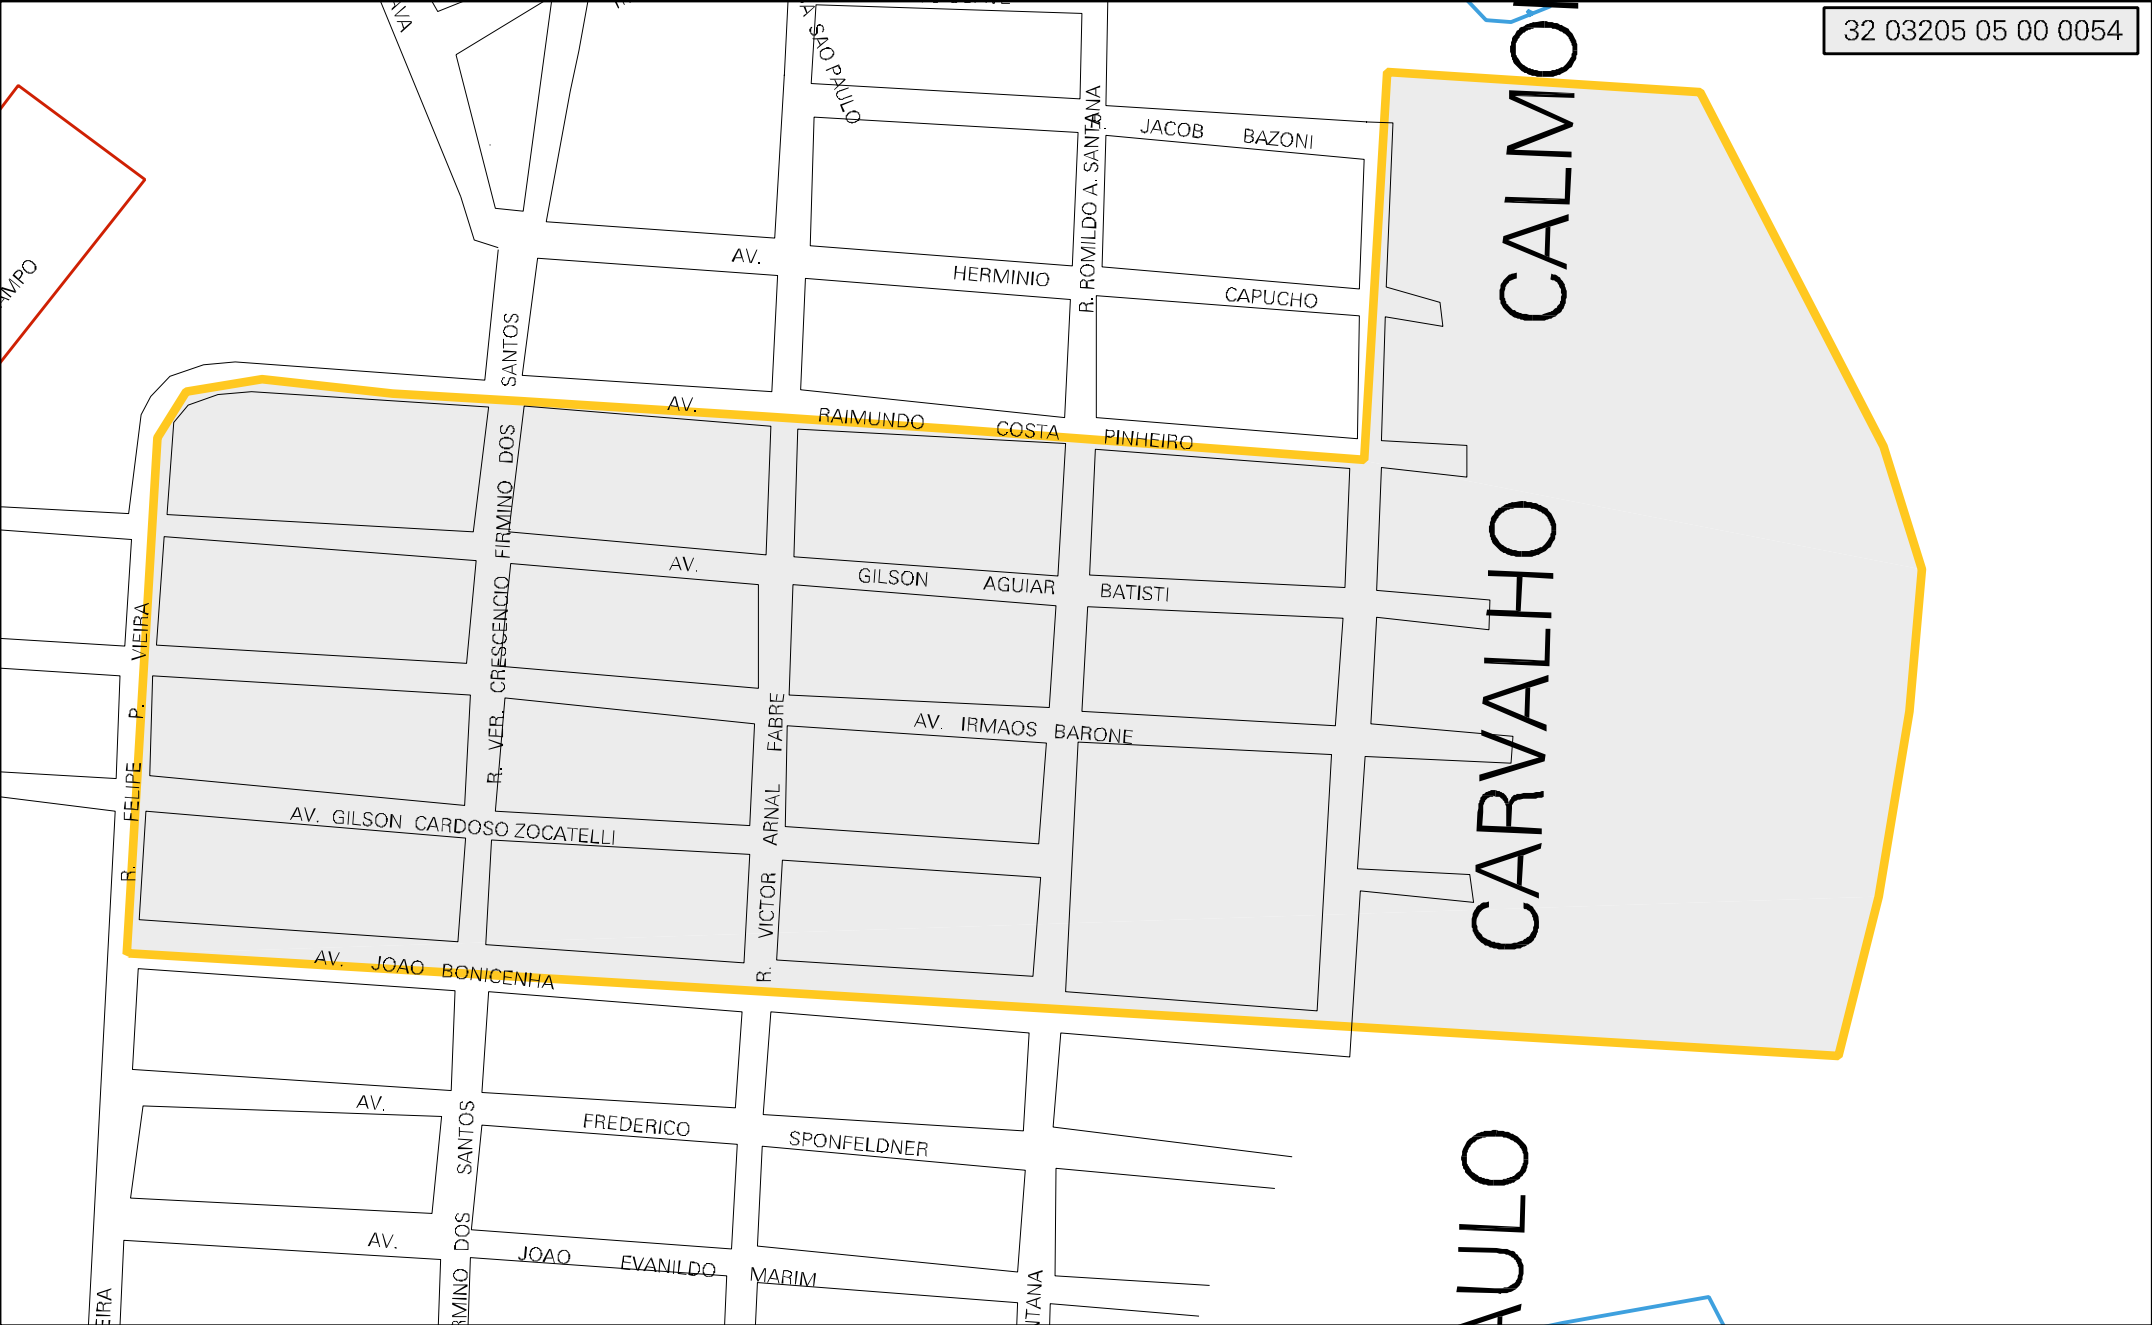 32 03205 05 00 0054
SAO PAULO
R. JACOB BAZONI
R. ROMILDO A. SANTANA
AV. HERMINIO CAPUCHO
CARVALHO
AV. RAIMUNDO COSTA PINHEIRO
R. VER. CRESCENCIO FIRMINO DOS SANTOS
AV. GILSON AGUIAR BATISTI
R. FELIPE P. VIEIRA
AV. IRMAOS BARONE
R. VICTOR ARNAL FABRE
AV. GILSON CARDOSO ZOCATELLI
AV. JOAO BONICENHA
AV. FREDERICO SPONFELDNER
AV. JOAO EVANILDO MARIM
DOS SANTOS